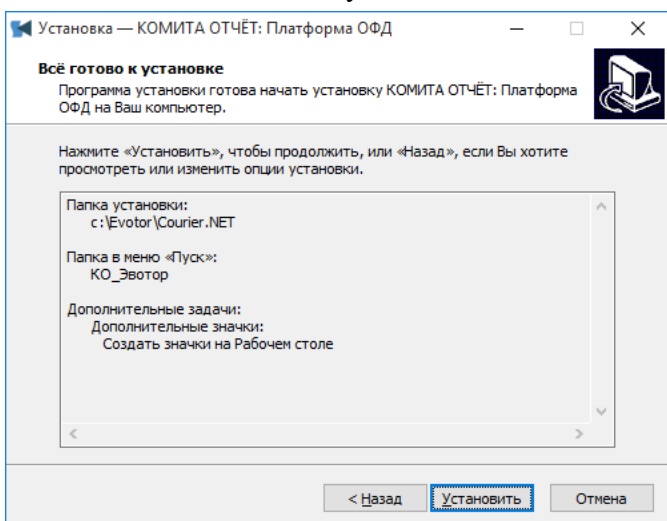 Установка — КОМИТА ОТЧЁТ: Платформа ОФД
Всё готово к установке
Программа установки готова начать установку КОМИТА ОТЧЁТ: Платформа
ОФД на Ваш компьютер.
Нажмите «Установить», чтобы продолжить, или «Назад», если Вы хотите
просмотреть или изменить опции установки.
Папка установки:
c:\Evotor\Courier.NET
Папка в меню «Пуск»:
КО_Эвотор
Дополнительные задачи:
Дополнительные значки:
Создать значки на Рабочем столе
< Назад
Установить
Отмена